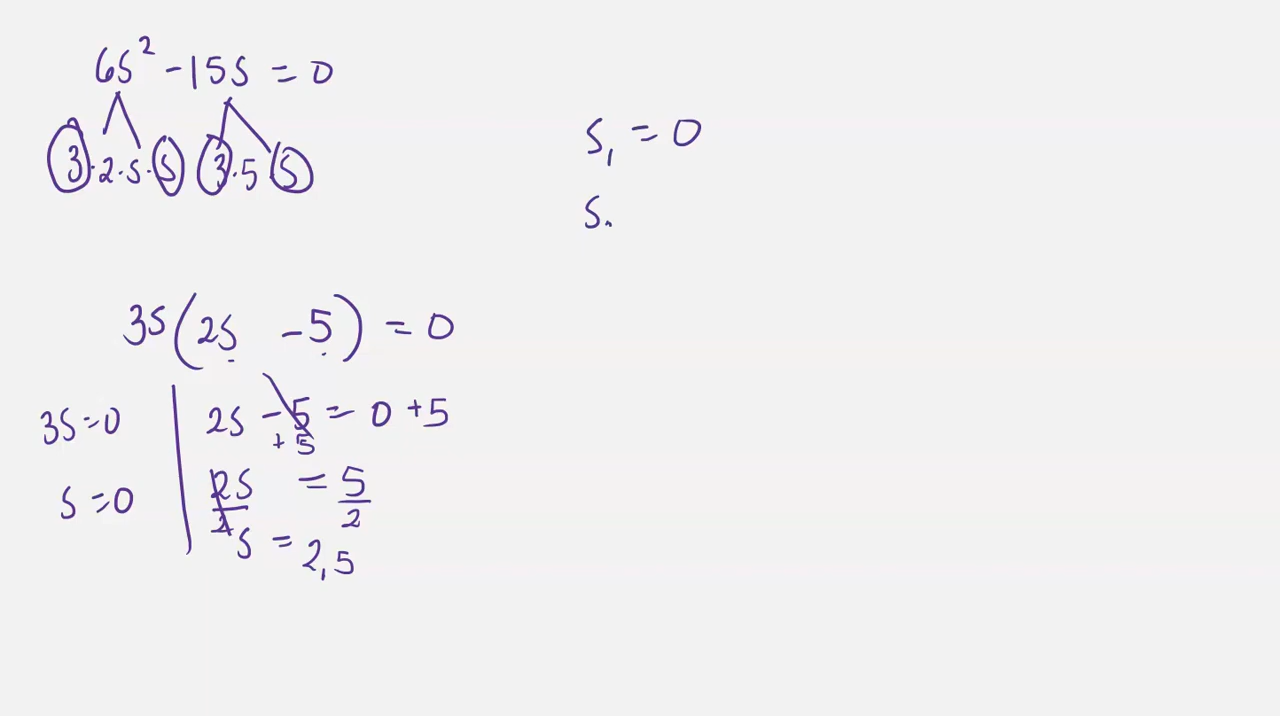 6s² - 15s = 0
3·2·s·s 3·5 s
s₁ = 0
s.
3s(2s - 5) = 0
3s = 0
2s - 5 = 0 + 5
+ 5
2s = 5
2 2
s = 0
s = 2,5